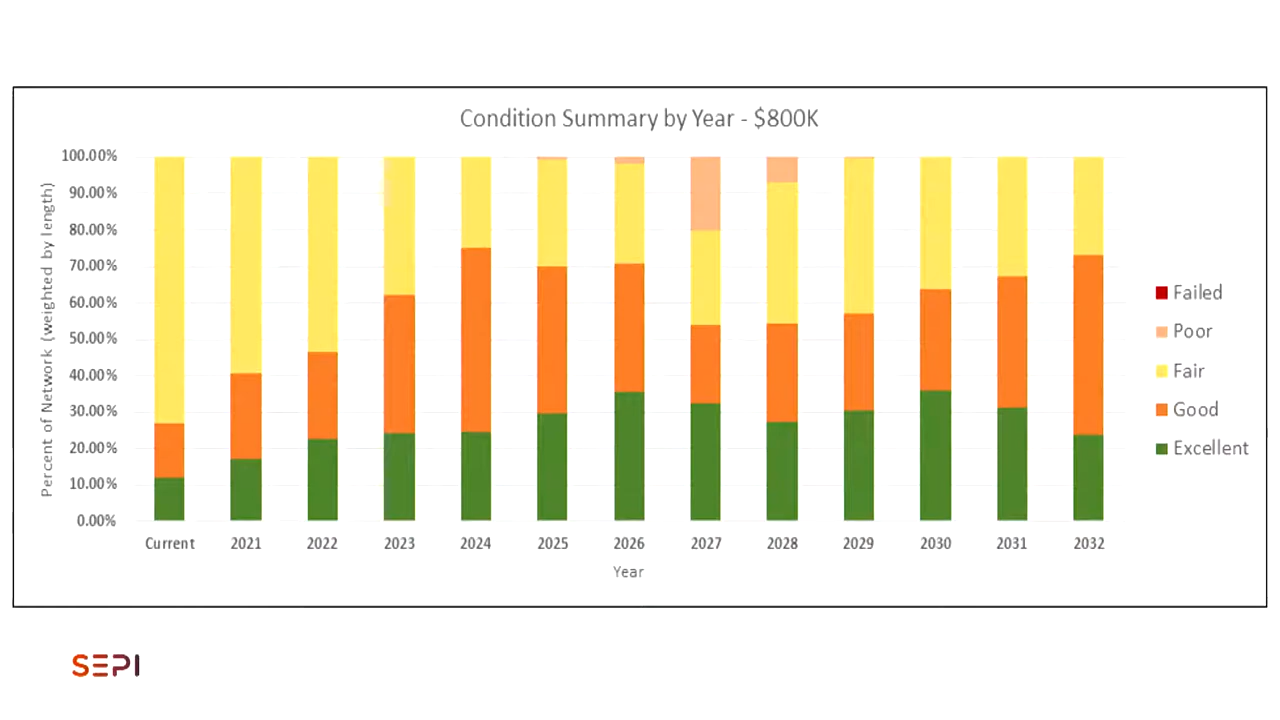 Condition Summary by Year - $800K
Percent of Network (weighted by length)
100.00%
90.00%
80.00%
70.00%
60.00%
50.00%
40.00%
30.00%
20.00%
10.00%
0.00%
Current 2021 2022 2023 2024 2025 2026 2027 2028 2029 2030 2031 2032
Year
Failed
Poor
Fair
Good
Excellent
SEPI